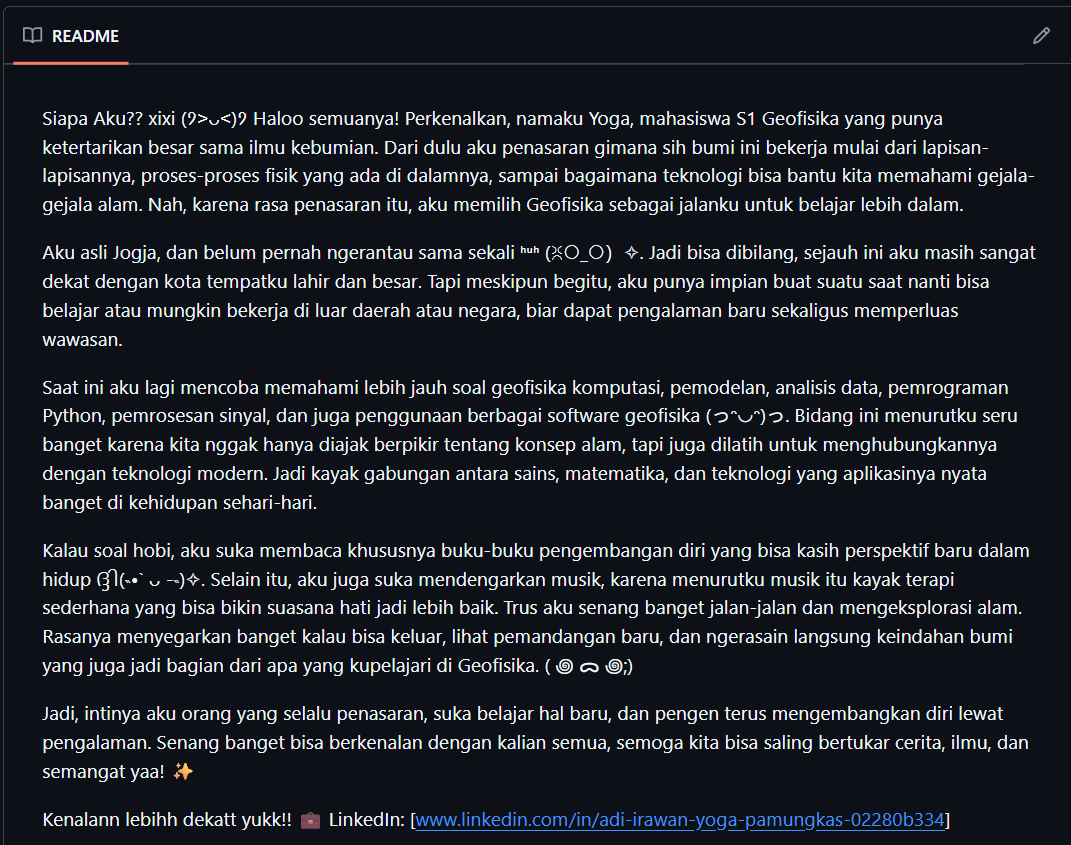 README
Siapa Aku?? xixi (୨>ᴗ<)୨ Haloo semuanya! Perkenalkan, namaku Yoga, mahasiswa S1 Geofisika yang punya
ketertarikan besar sama ilmu kebumian. Dari dulu aku penasaran gimana sih bumi ini bekerja mulai dari lapisan-
lapisannya, proses-proses fisik yang ada di dalamnya, sampai bagaimana teknologi bisa bantu kita memahami gejala-
gejala alam. Nah, karena rasa penasaran itu, aku memilih Geofisika sebagai jalanku untuk belajar lebih dalam.
Aku asli Jogja, dan belum pernah ngerantau sama sekali ʰᵘʰ (ꐦ○_○) ✧. Jadi bisa dibilang, sejauh ini aku masih sangat
dekat dengan kota tempatku lahir dan besar. Tapi meskipun begitu, aku punya impian buat suatu saat nanti bisa
belajar atau mungkin bekerja di luar daerah atau negara, biar dapat pengalaman baru sekaligus memperluas
wawasan.
Saat ini aku lagi mencoba memahami lebih jauh soal geofisika komputasi, pemodelan, analisis data, pemrograman
Python, pemrosesan sinyal, dan juga penggunaan berbagai software geofisika (っˆ◡ˆ)っ. Bidang ini menurutku seru
banget karena kita nggak hanya diajak berpikir tentang konsep alam, tapi juga dilatih untuk menghubungkannya
dengan teknologi modern. Jadi kayak gabungan antara sains, matematika, dan teknologi yang aplikasinya nyata
banget di kehidupan sehari-hari.
Kalau soal hobi, aku suka membaca khususnya buku-buku pengembangan diri yang bisa kasih perspektif baru dalam
hidup (˵•̀ ᴗ -˵)✧. Selain itu, aku juga suka mendengarkan musik, karena menurutku musik itu kayak terapi
sederhana yang bisa bikin suasana hati jadi lebih baik. Trus aku senang banget jalan-jalan dan mengeksplorasi alam.
Rasanya menyegarkan banget kalau bisa keluar, lihat pemandangan baru, dan ngerasain langsung keindahan bumi
yang juga jadi bagian dari apa yang kupelajari di Geofisika. ( ꩜ ᯅ ꩜;)
Jadi, intinya aku orang yang selalu penasaran, suka belajar hal baru, dan pengen terus mengembangkan diri lewat
pengalaman. Senang banget bisa berkenalan dengan kalian semua, semoga kita bisa saling bertukar cerita, ilmu, dan
semangat yaa! ✨
Kenalann lebihh dekatt yukk!! 💼 LinkedIn: [www.linkedin.com/in/adi-irawan-yoga-pamungkas-02280b334]